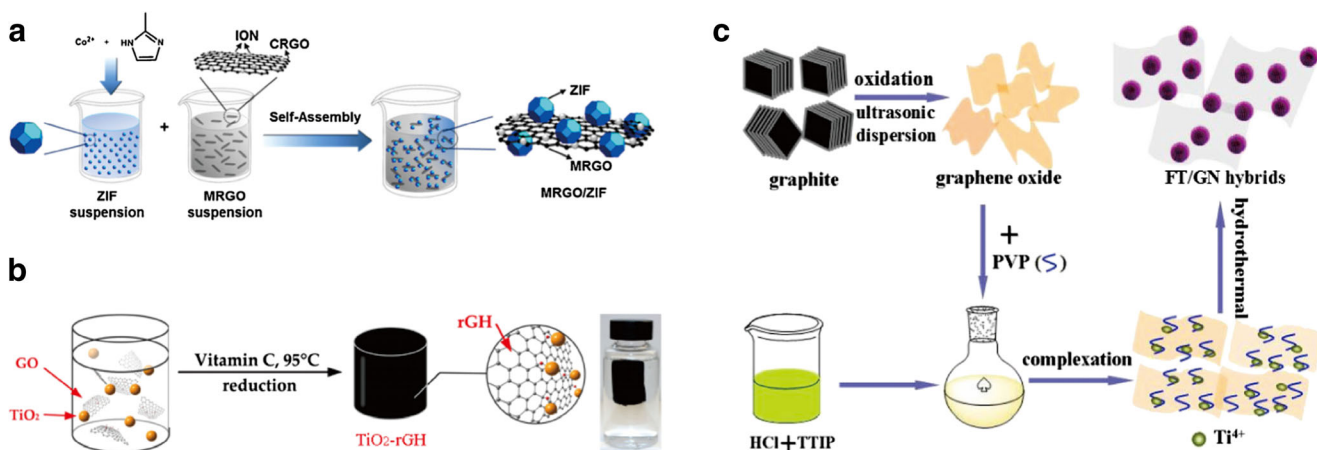 a
Co²⁺ +
HN
N
ION
CRGO
+
Self-Assembly
ZIF
MRGO
ZIF
suspension
MRGO
suspension
MRGO/ZIF
b
GO
TiO₂
Vitamin C, 95°C
reduction
TiO₂-rGH
rGH
c
graphite
oxidation
ultrasonic
dispersion
graphene oxide
FT/GN hybrids
+
PVP ( )
hydrothermal
HCl+TTIP
complexation
Ti⁴⁺